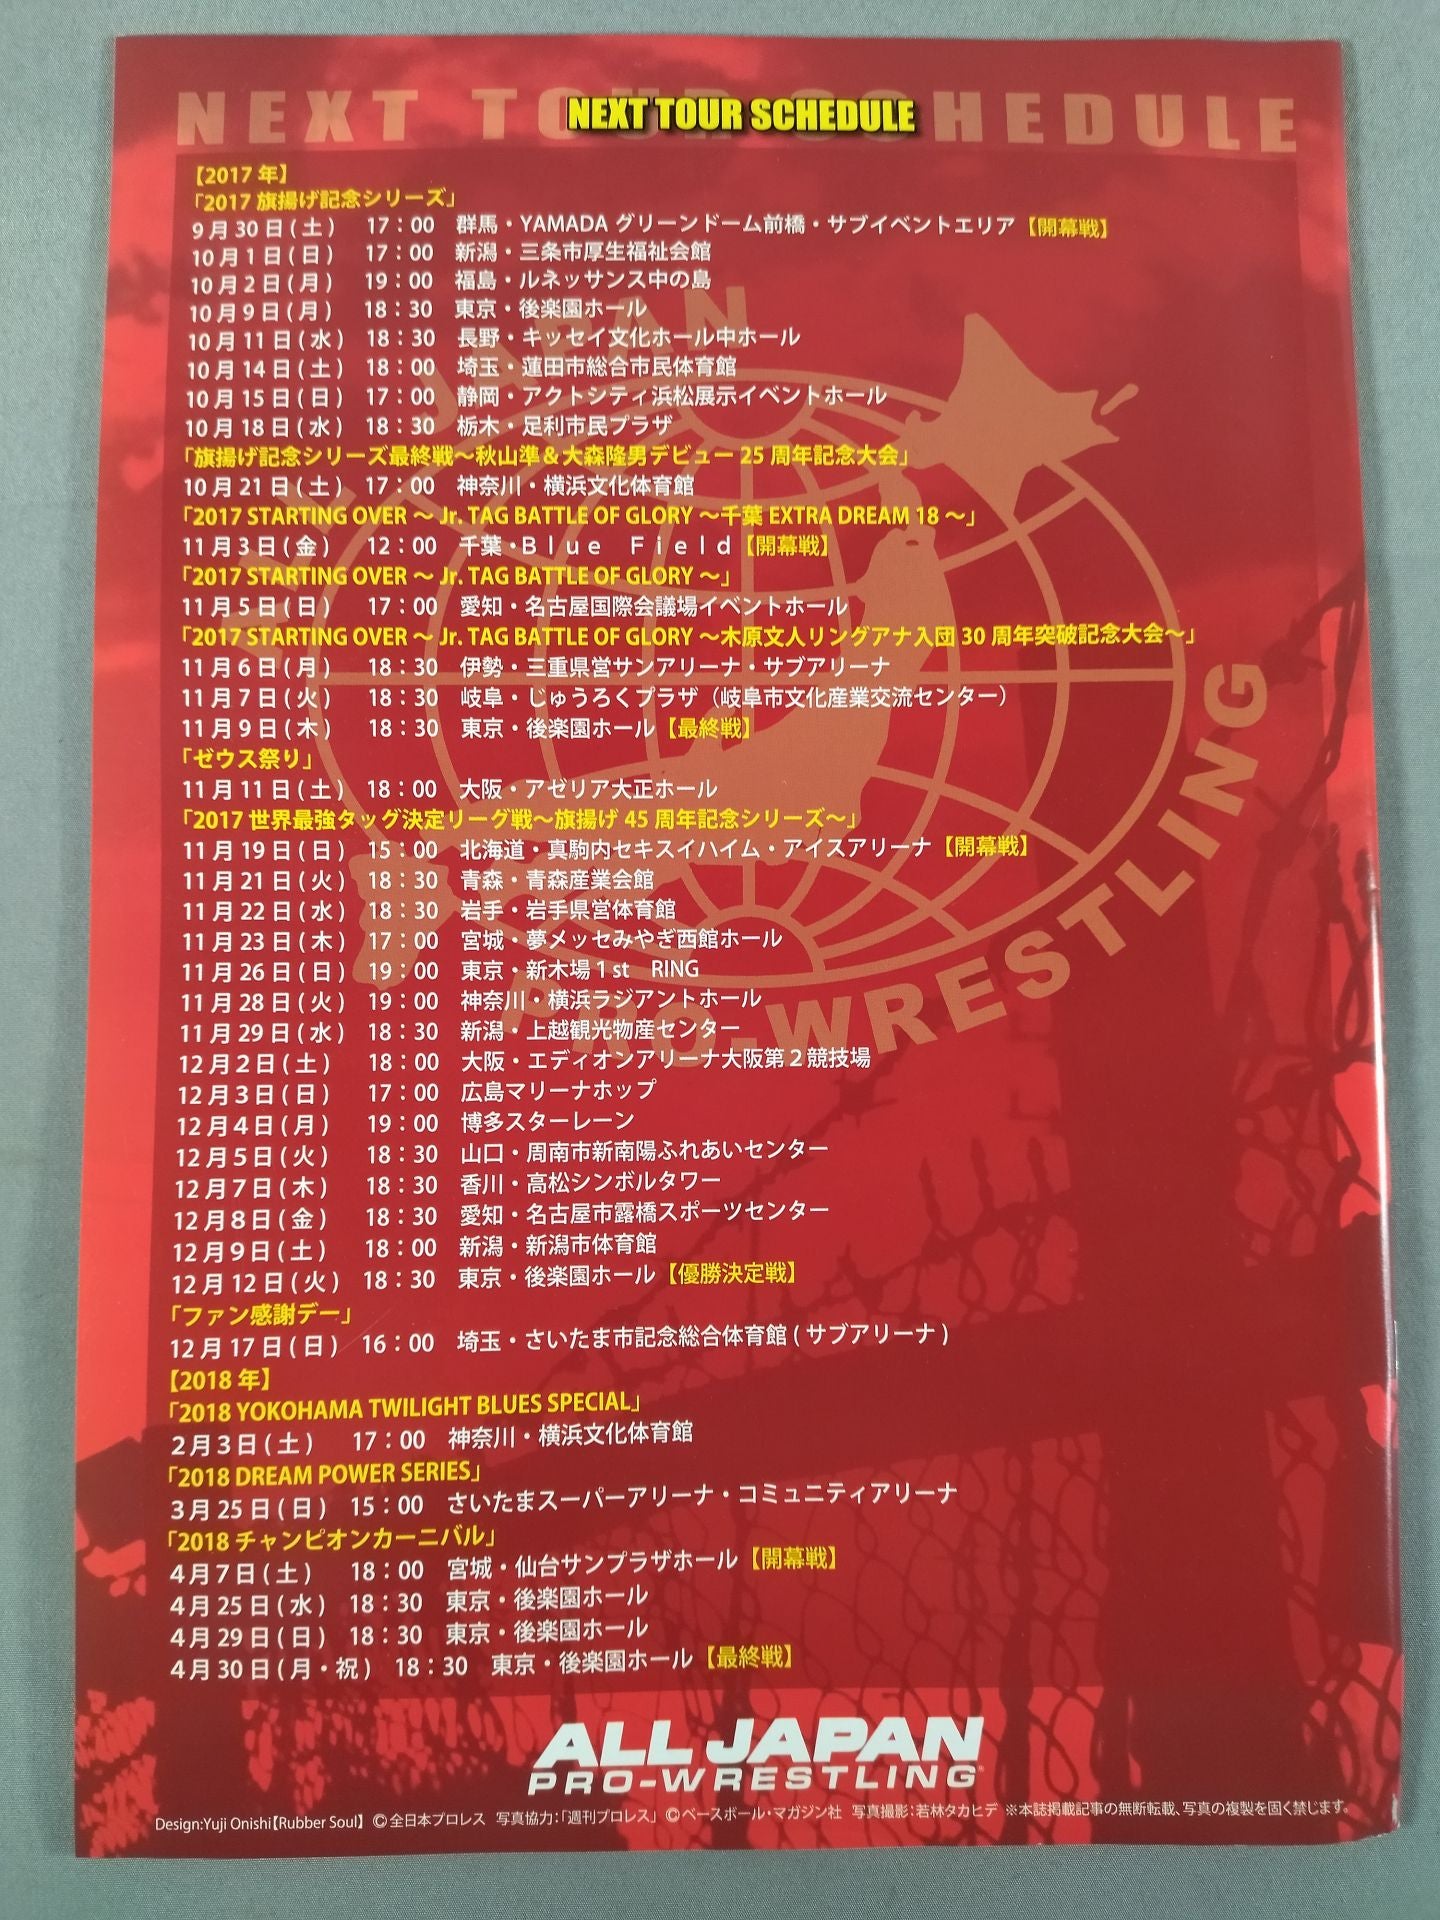 NEXT TOUR SCHEDULE
NEXT TOUR SCHEDULE
【2017 年】
「2017 旗揚げ記念シリーズ」
9月30日(土) 17：00 群馬・YAMADA グリーンドーム前橋・サブイベントエリア【開幕戦】
10月1日(日) 17：00 新潟・三条市厚生福祉会館
10月2日(月) 19：00 福島・ルネッサンス中の島
10月9日(月) 18：30 東京・後楽園ホール
10月11日(水) 18：30 長野・キッセイ文化ホール中ホール
10月14日(土) 18：00 埼玉・蓮田市総合市民体育館
10月15日(日) 17：00 静岡・アクトシティ浜松展示イベントホール
10月18日(水) 18：30 栃木・足利市民プラザ
「旗揚げ記念シリーズ最終戦～秋山準＆大森隆男デビュー 25 周年記念大会」
10月21日(土) 17：00 神奈川・横浜文化体育館
「2017 STARTING OVER ～ Jr. TAG BATTLE OF GLORY ～千葉 EXTRA DREAM 18 ～」
11月3日(金) 12：00 千葉・Ｂｌｕｅ Ｆｉｅｌｄ【開幕戦】
「2017 STARTING OVER ～ Jr. TAG BATTLE OF GLORY ～」
11月5日(日) 17：00 愛知・名古屋国際会議場イベントホール
「2017 STARTING OVER ～ Jr. TAG BATTLE OF GLORY ～木原文人リングアナ入団 30 周年突破記念大会～」
11月6日(月) 18：30 伊勢・三重県営サンアリーナ・サブアリーナ
11月7日(火) 18：30 岐阜・じゅうろくプラザ（岐阜市文化産業交流センター）
11月9日(木) 18：30 東京・後楽園ホール【最終戦】
「ゼウス祭り」
11月11日(土) 18：00 大阪・アゼリア大正ホール
「2017 世界最強タッグ決定リーグ戦～旗揚げ 45 周年記念シリーズ～」
11月19日(日) 15：00 北海道・真駒内セキスイハイム・アイスアリーナ【開幕戦】
11月21日(火) 18：30 青森・青森産業会館
11月22日(水) 18：30 岩手・岩手県営体育館
11月23日(木) 17：00 宮城・夢メッセみやぎ西館ホール
11月26日(日) 19：00 東京・新木場１st RING
11月28日(火) 19：00 神奈川・横浜ラジアントホール
11月29日(水) 18：30 新潟・上越観光物産センター
12月2日(土) 18：00 大阪・エディオンアリーナ大阪第２競技場
12月3日(日) 17：00 広島マリーナホップ
12月4日(月) 19：00 博多スターレーン
12月5日(火) 18：30 山口・周南市新南陽ふれあいセンター
12月7日(木) 18：30 香川・高松シンボルタワー
12月8日(金) 18：30 愛知・名古屋市露橋スポーツセンター
12月9日(土) 18：00 新潟・新潟市体育館
12月12日(火) 18：30 東京・後楽園ホール【優勝決定戦】
「ファン感謝デー」
12月17日(日) 16：00 埼玉・さいたま市記念総合体育館(サブアリーナ)
【2018 年】
「2018 YOKOHAMA TWILIGHT BLUES SPECIAL」
2月3日(土) 17：00 神奈川・横浜文化体育館
「2018 DREAM POWER SERIES」
3月25日(日) 15：00 さいたまスーパーアリーナ・コミュニティアリーナ
「2018 チャンピオンカーニバル」
4月7日(土) 18：00 宮城・仙台サンプラザホール【開幕戦】
4月25日(水) 18：30 東京・後楽園ホール
4月29日(日) 18：30 東京・後楽園ホール
4月30日(月・祝) 18：30 東京・後楽園ホール【最終戦】
ALL JAPAN PRO-WRESTLING
ALL JAPAN
PRO-WRESTLING
Design:Yuji Onishi【Rubber Soul】 ©全日本プロレス 写真協力：「週刊プロレス」 ©ベースボール・マガジン社 写真撮影：若林タカヒデ ※本誌掲載記事の無断転載、写真の複製を固く禁じます。